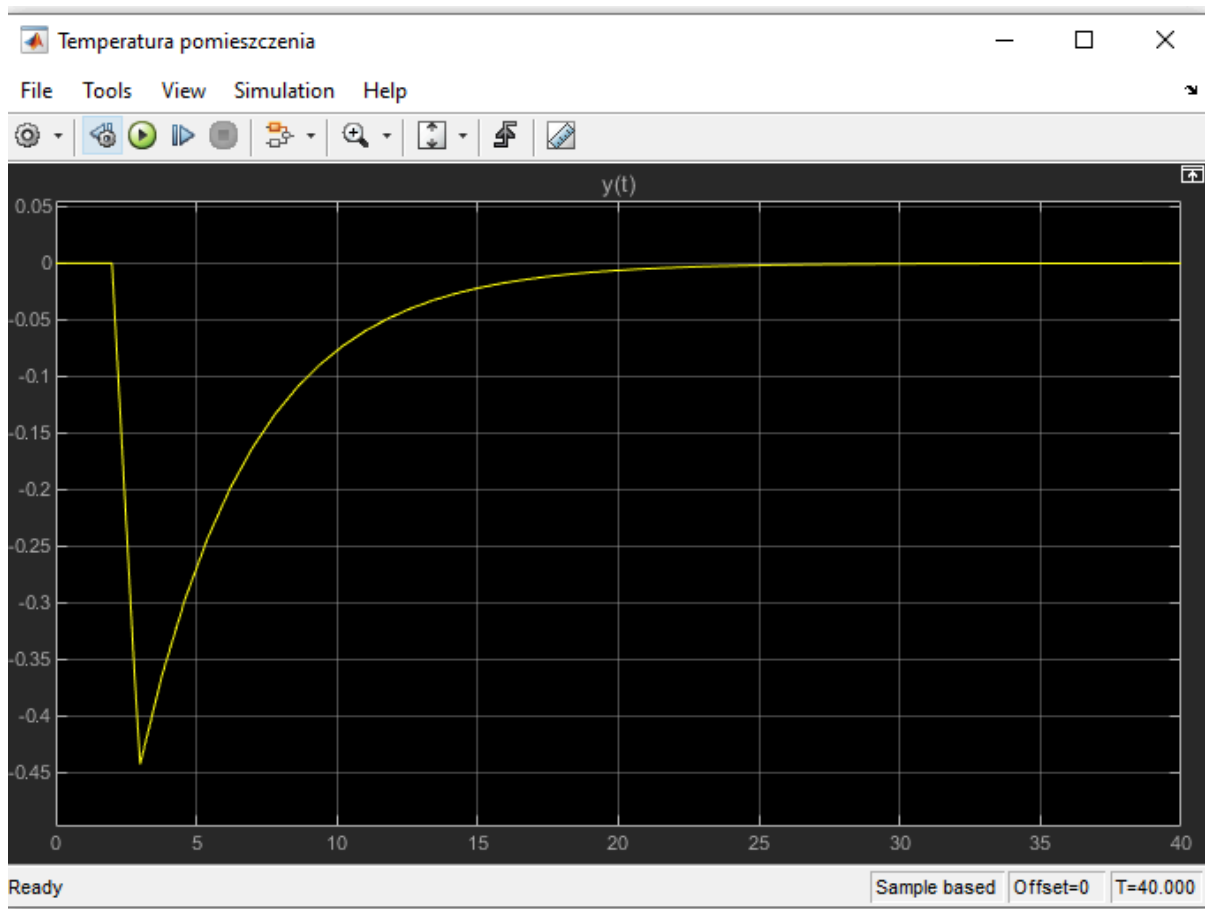 Temperatura pomieszczenia
File Tools View Simulation Help
y(t)
0.05
0
-0.05
-0.1
-0.15
-0.2
-0.25
-0.3
-0.35
-0.4
-0.45
0 5 10 15 20 25 30 35 40
Ready Sample based Offset=0 T=40.000